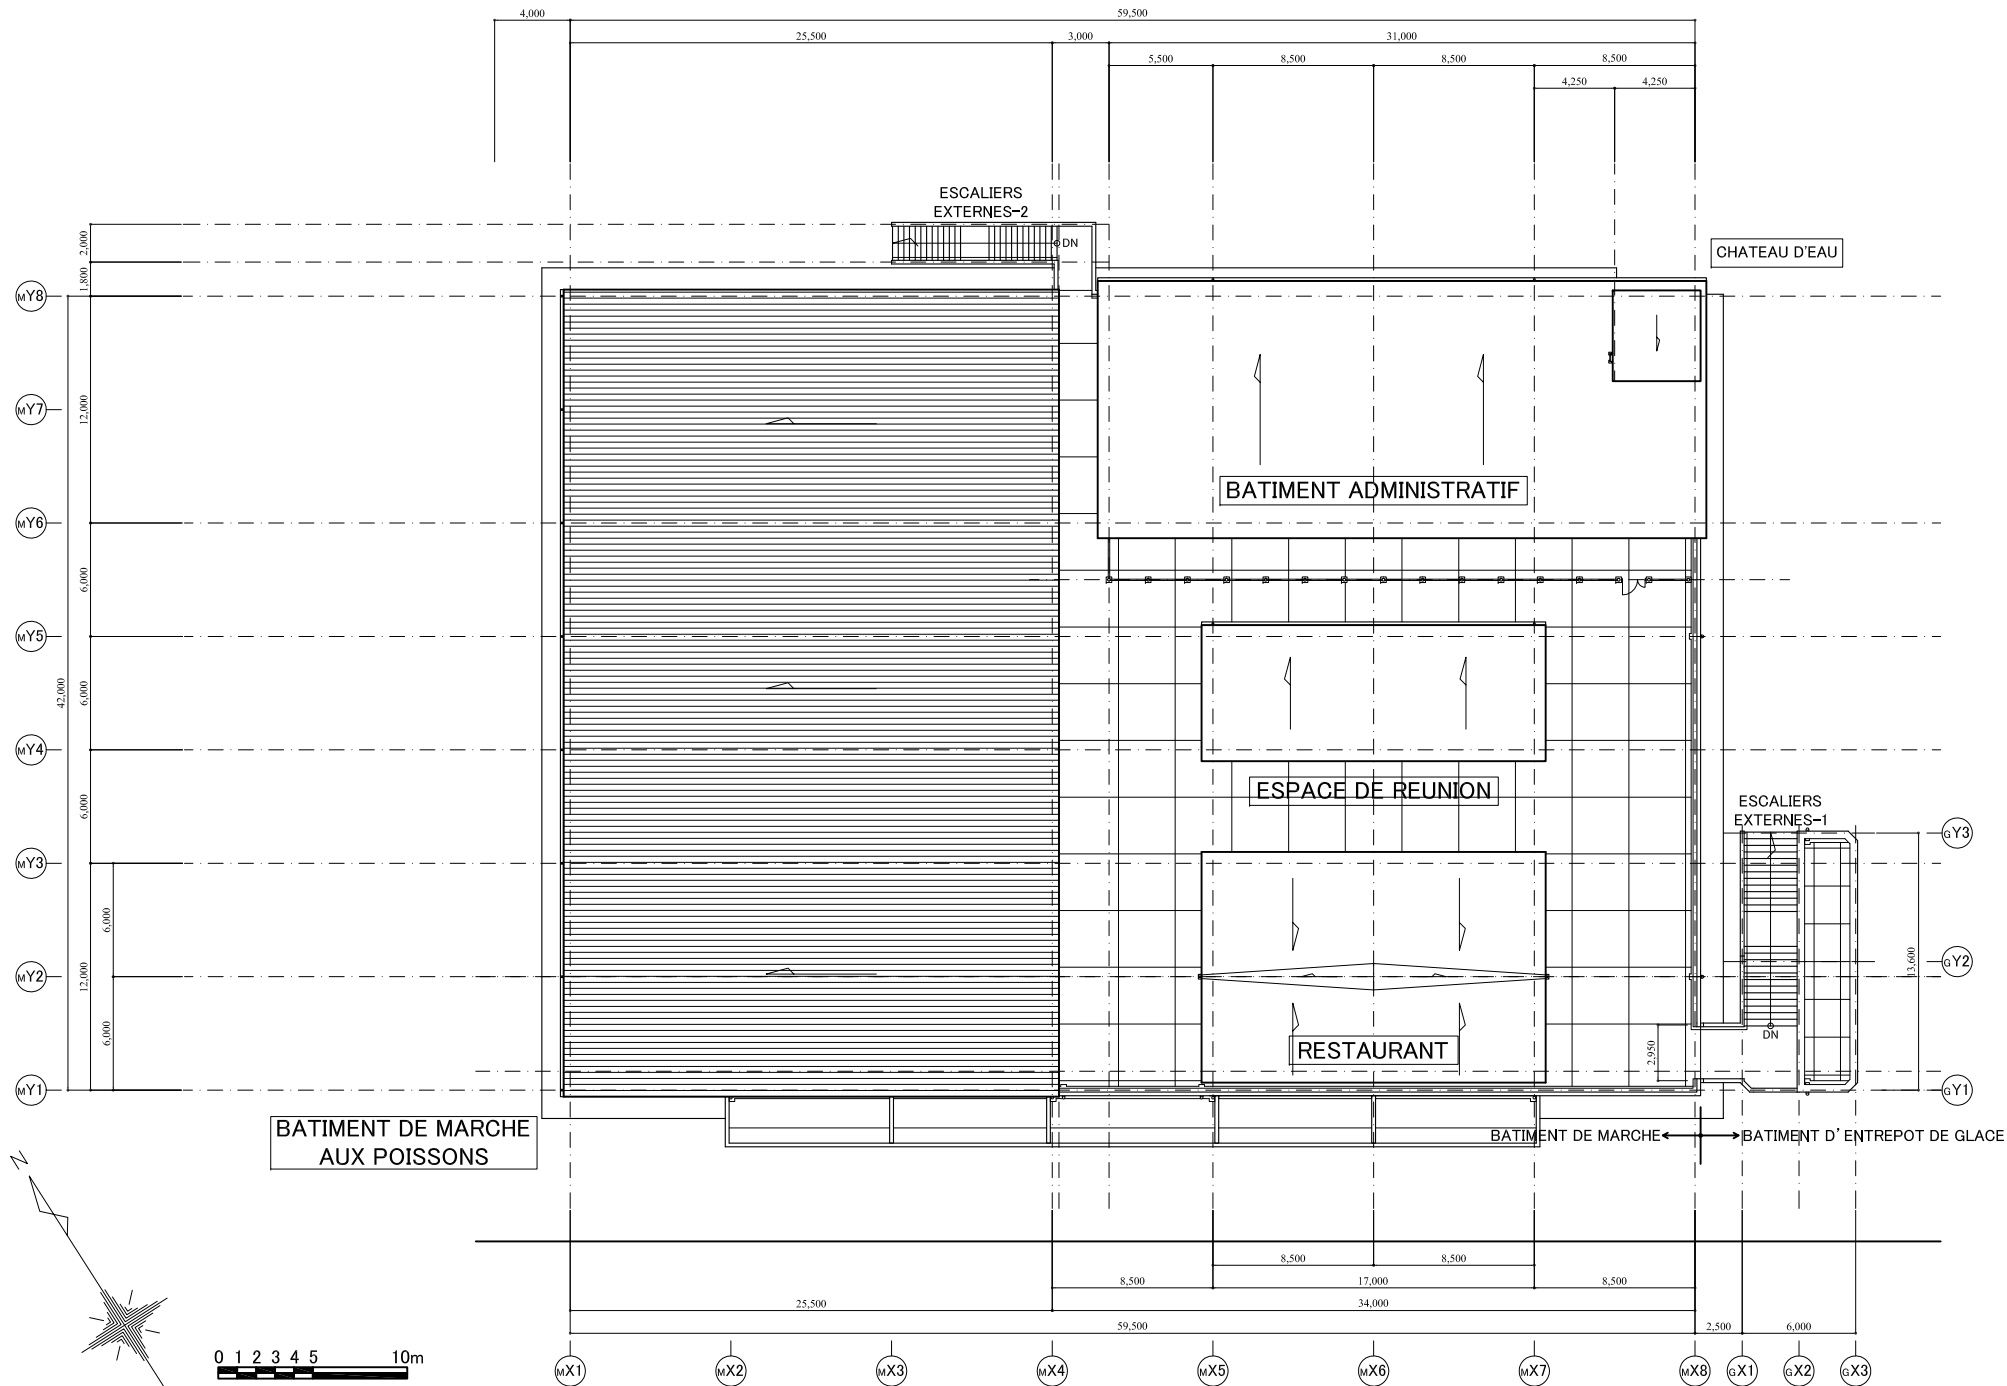 4,000
59,500
25,500
3,000
31,000
5,500
8,500
8,500
8,500
4,250
4,250
ESCALIERS
EXTERNES-2
DN
CHATEAU D'EAU
2,000
1,800
MY8
12,000
MY7
BATIMENT ADMINISTRATIF
MY6
6,000
MY5
42,000
6,000
MY4
ESPACE DE REUNION
6,000
ESCALIERS
EXTERNES-1
GY3
MY3
6,000
GY2
13,600
MY2
12,000
6,000
DN
2,950
RESTAURANT
MY1
GY1
BATIMENT DE MARCHE
AUX POISSONS
BATIMENT DE MARCHE
BATIMENT D'ENTREPOT DE GLACE
N
8,500
8,500
8,500
17,000
8,500
25,500
34,000
59,500
2,500
6,000
0 1 2 3 4 5 10m
MX1
MX2
MX3
MX4
MX5
MX6
MX7
MX8
GX1
GX2
GX3